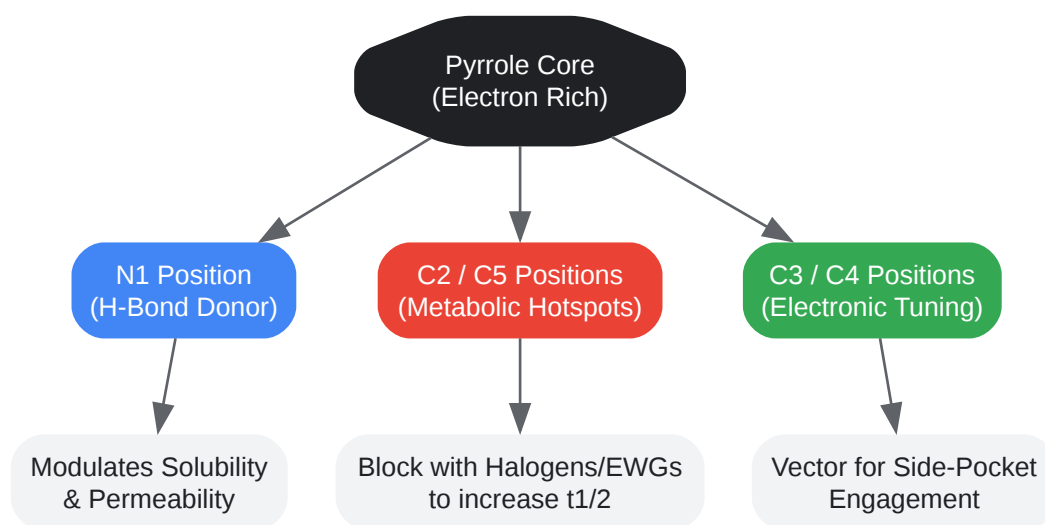 Pyrrole Core
(Electron Rich)
N1 Position
(H-Bond Donor)
C2 / C5 Positions
(Metabolic Hotspots)
C3 / C4 Positions
(Electronic Tuning)
Modulates Solubility
& Permeability
Block with Halogens/EWGs
to increase t1/2
Vector for Side-Pocket
Engagement